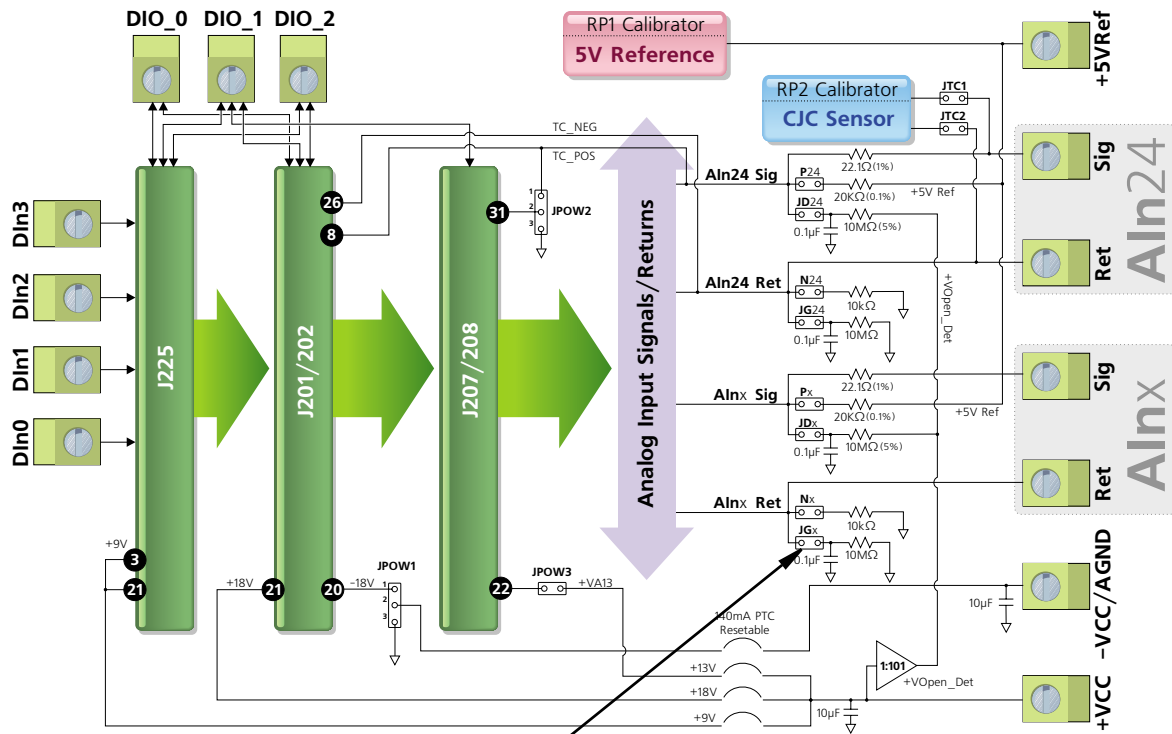 DIO_0
DIO_1
DIO_2
RP1 Calibrator
5V Reference
+5VRef
RP2 Calibrator
CJC Sensor
JTC1
JTC2
TC_NEG
TC_POS
26
8
31
1
2
3
JPOW2
DIn3
DIn2
DIn1
DIn0
J225
J201/202
J207/208
Analog Input Signals/Returns
AIn24 Sig
22.1Ω(1%)
P24
20KΩ(0.1%)
+5V Ref
JD24
0.1µF
10MΩ(5%)
AIn24 Ret
N24
10kΩ
JG24
0.1µF
10MΩ
+VOpen_Det
Sig
Ret
AIn24
AInx Sig
22.1Ω(1%)
Px
20KΩ(0.1%)
+5V Ref
JDx
0.1µF
10MΩ(5%)
AInx Ret
Nx
10kΩ
JGx
0.1µF
10MΩ
Sig
Ret
AInx
+9V
3
21
+18V
21
20
-18V
JPOW1
1
2
3
22
JPOW3
+VA13
140mA PTC
Resetable
10µF
−VCC/AGND
+13V
1:101
+VOpen_Det
+18V
10µF
+9V
+VCC